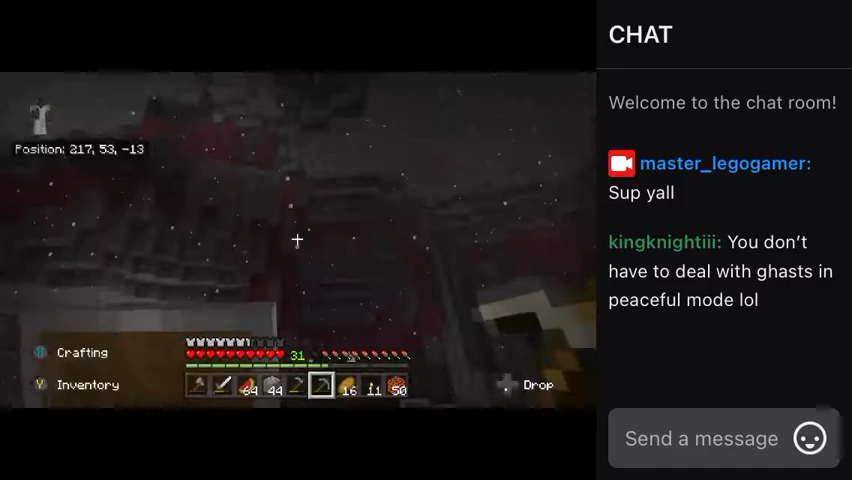 CHAT
Welcome to the chat room!
master_legogamer:
Sup yall
kingknightiii: You don't
have to deal with ghasts in
peaceful mode lol
Send a message
Position: 217, 53, -13
31
X Crafting
Y Inventory
64 44 16 11 50
Drop